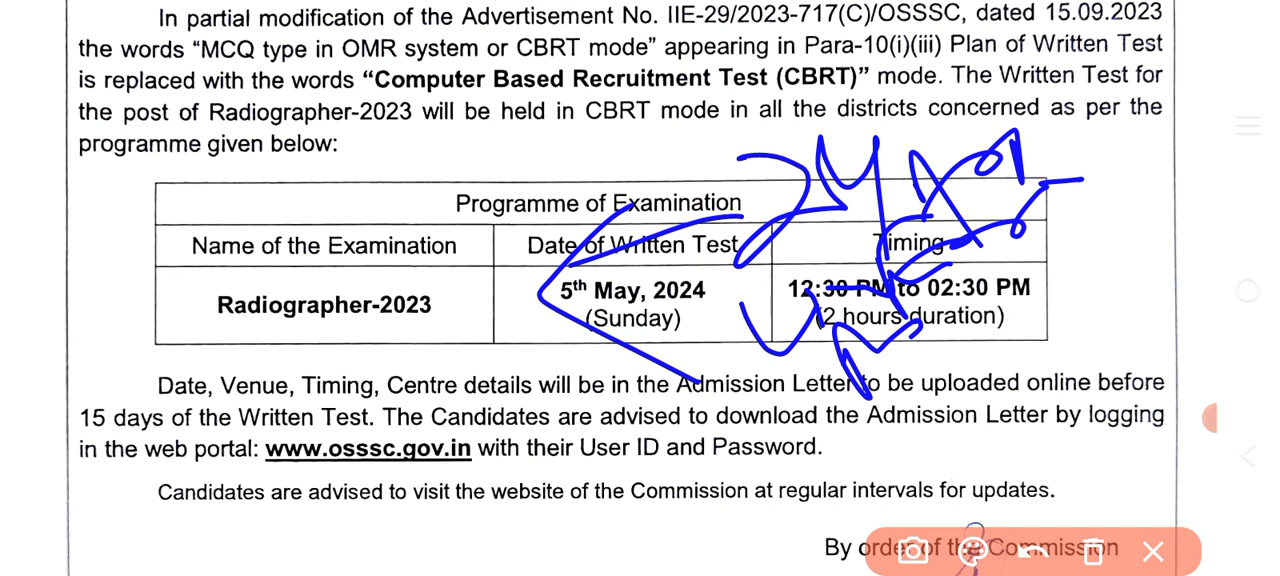 In partial modification of the Advertisement No. IIE-29/2023-717(C)/OSSSC, dated 15.09.2023
the words “MCQ type in OMR system or CBRT mode” appearing in Para-10(i)(iii) Plan of Written Test
is replaced with the words “Computer Based Recruitment Test (CBRT)” mode. The Written Test for
the post of Radiographer-2023 will be held in CBRT mode in all the districts concerned as per the
programme given below:
Programme of Examination
Name of the Examination Date of Written Test Timing
Radiographer-2023 5th May, 2024 12:30 PM to 02:30 PM
(Sunday) (2 hours duration)
Date, Venue, Timing, Centre details will be in the Admission Letter to be uploaded online before
15 days of the Written Test. The Candidates are advised to download the Admission Letter by logging
in the web portal: www.osssc.gov.in with their User ID and Password.
Candidates are advised to visit the website of the Commission at regular intervals for updates.
By order of the Commission